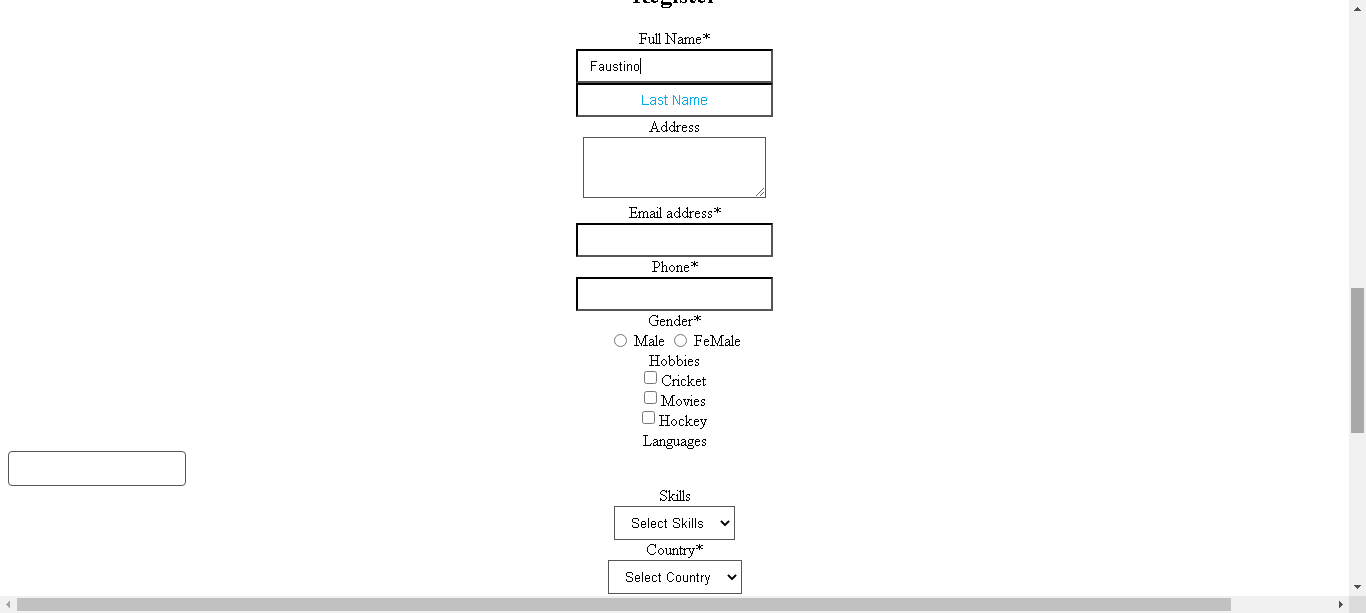 Register
Full Name*
Faustino
Last Name
Address
Email address*
Phone*
Gender*
Male FeMale
Hobbies
Cricket
Movies
Hockey
Languages
Skills
Select Skills
Country*
Select Country